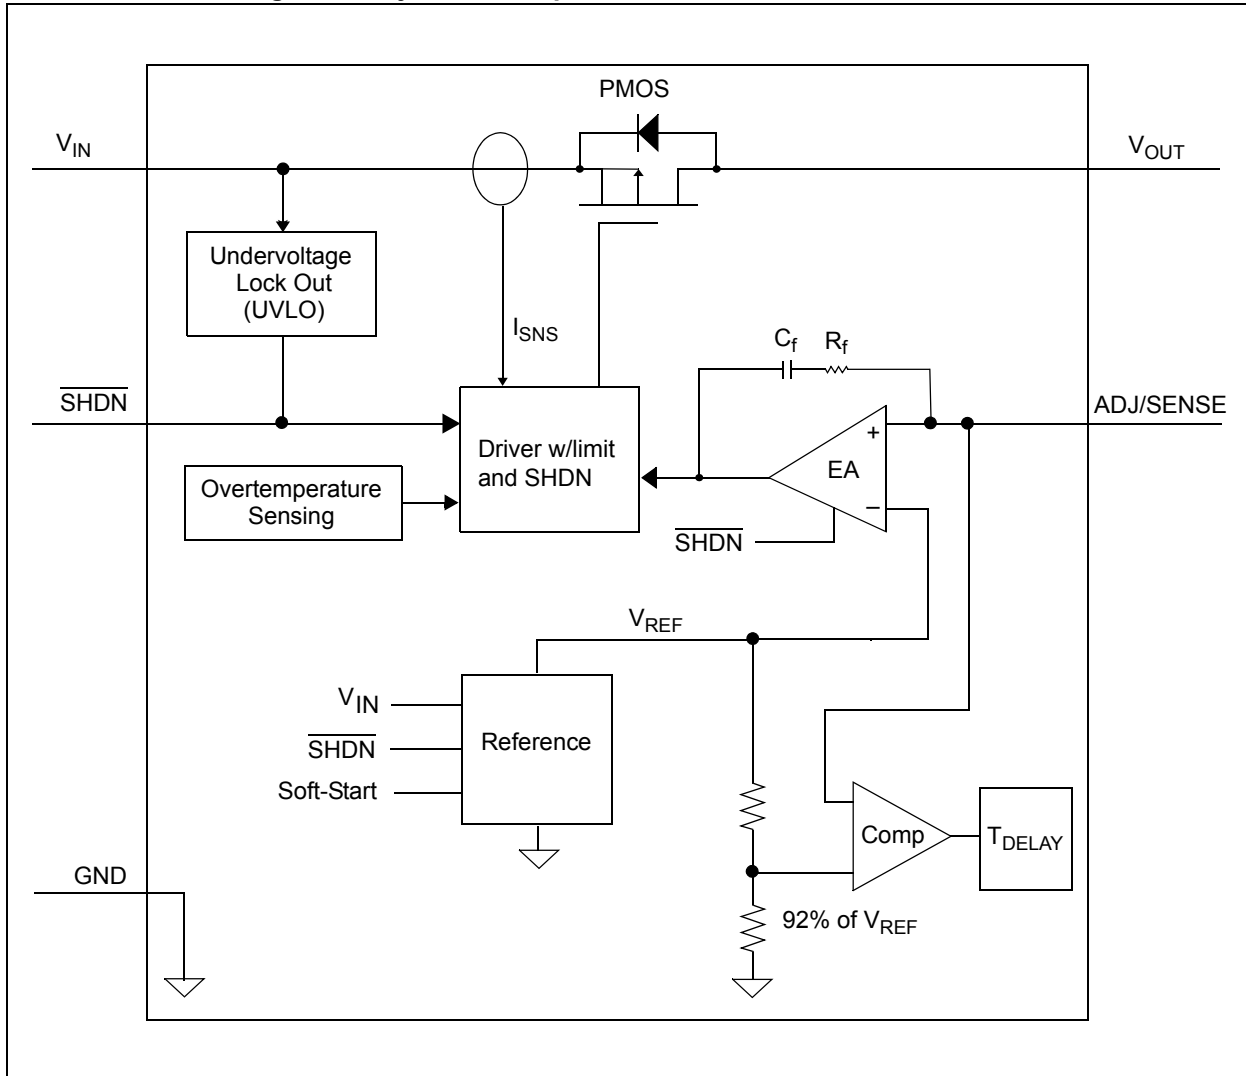 PMOS
V_IN
V_OUT
Undervoltage
Lock Out
(UVLO)
I_SNS
C_f
R_f
SHDN
ADJ/SENSE
+
Driver w/limit
and SHDN
EA
Overtemperature
Sensing
−
SHDN
V_REF
V_IN
SHDN
Reference
Soft-Start
Comp
T_DELAY
GND
92% of V_REF